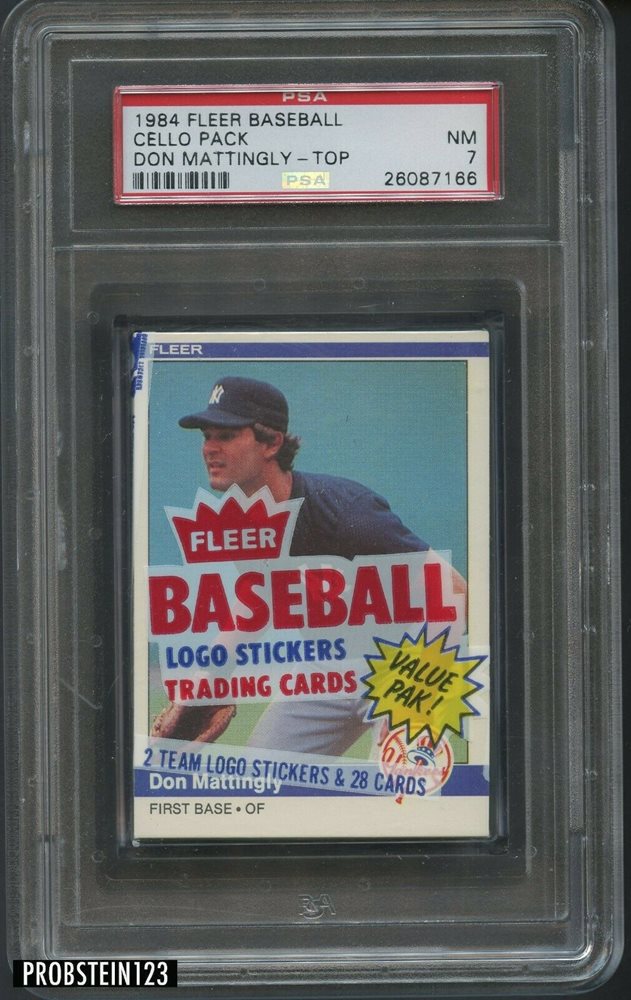 PSA
1984 FLEER BASEBALL
CELLO PACK NM
DON MATTINGLY - TOP 7
PSA 26087166
FLEER
FLEER
BASEBALL
LOGO STICKERS
TRADING CARDS
VALUE
PAK!
2 TEAM LOGO STICKERS & 28 CARDS
Yankees
Don Mattingly
FIRST BASE • OF
PSA
PROBSTEIN123